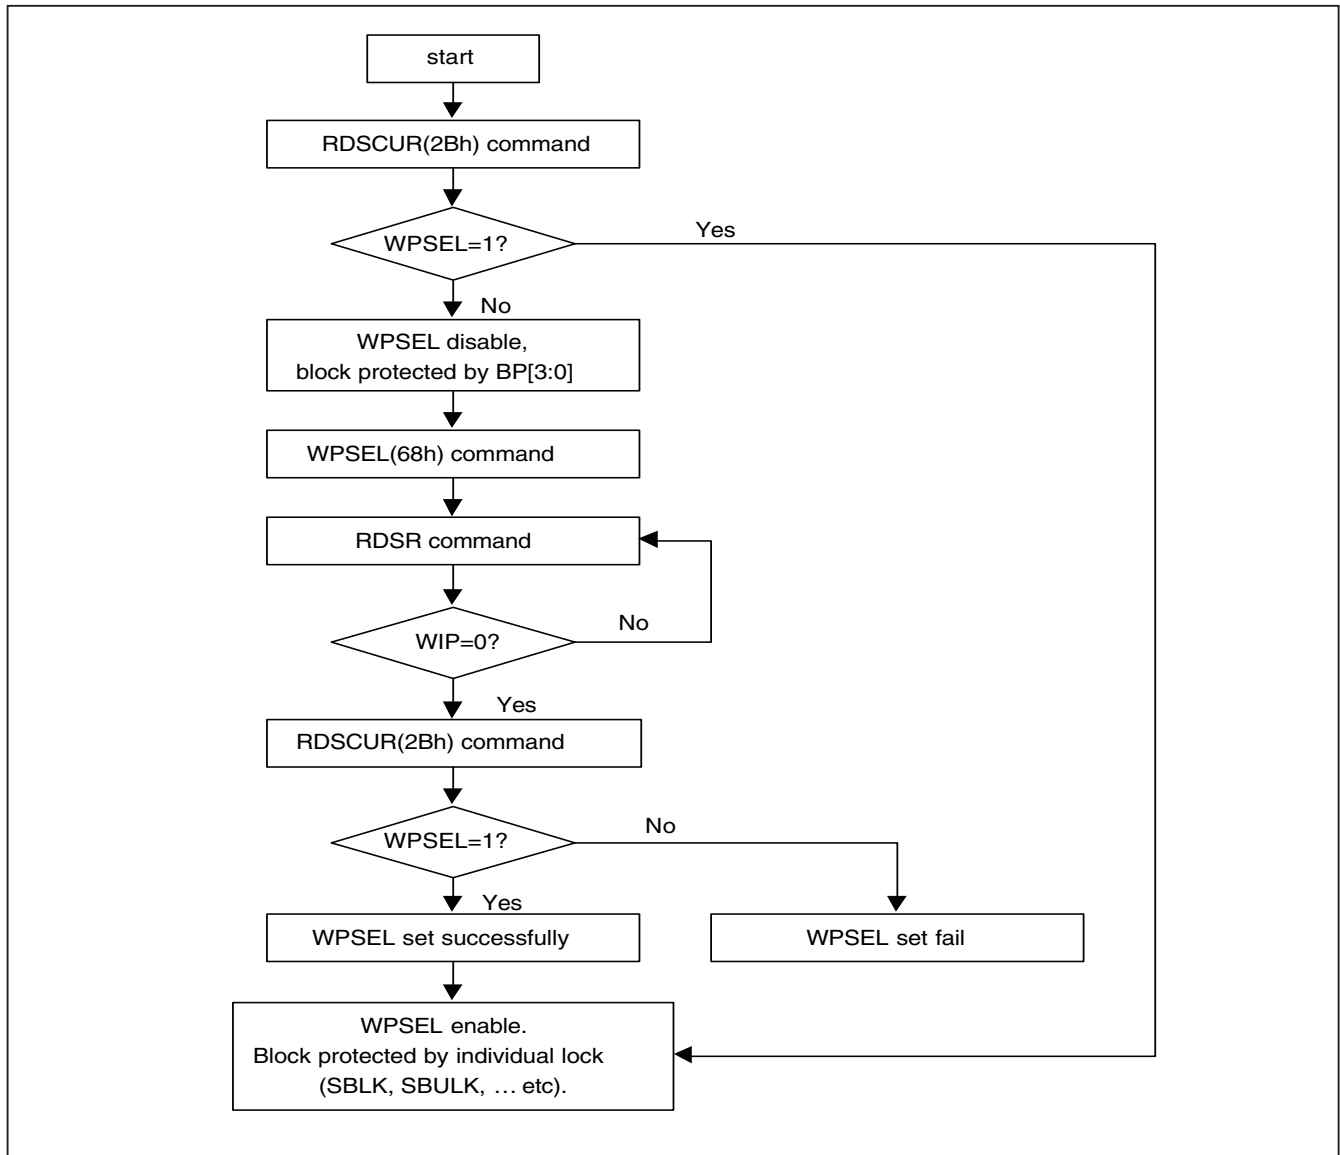 start
RDSCUR(2Bh) command
WPSEL=1?
Yes
No
WPSEL disable,
block protected by BP[3:0]
WPSEL(68h) command
RDSR command
WIP=0?
No
Yes
RDSCUR(2Bh) command
WPSEL=1?
No
Yes
WPSEL set successfully
WPSEL set fail
WPSEL enable.
Block protected by individual lock
(SBLK, SBULK, … etc).